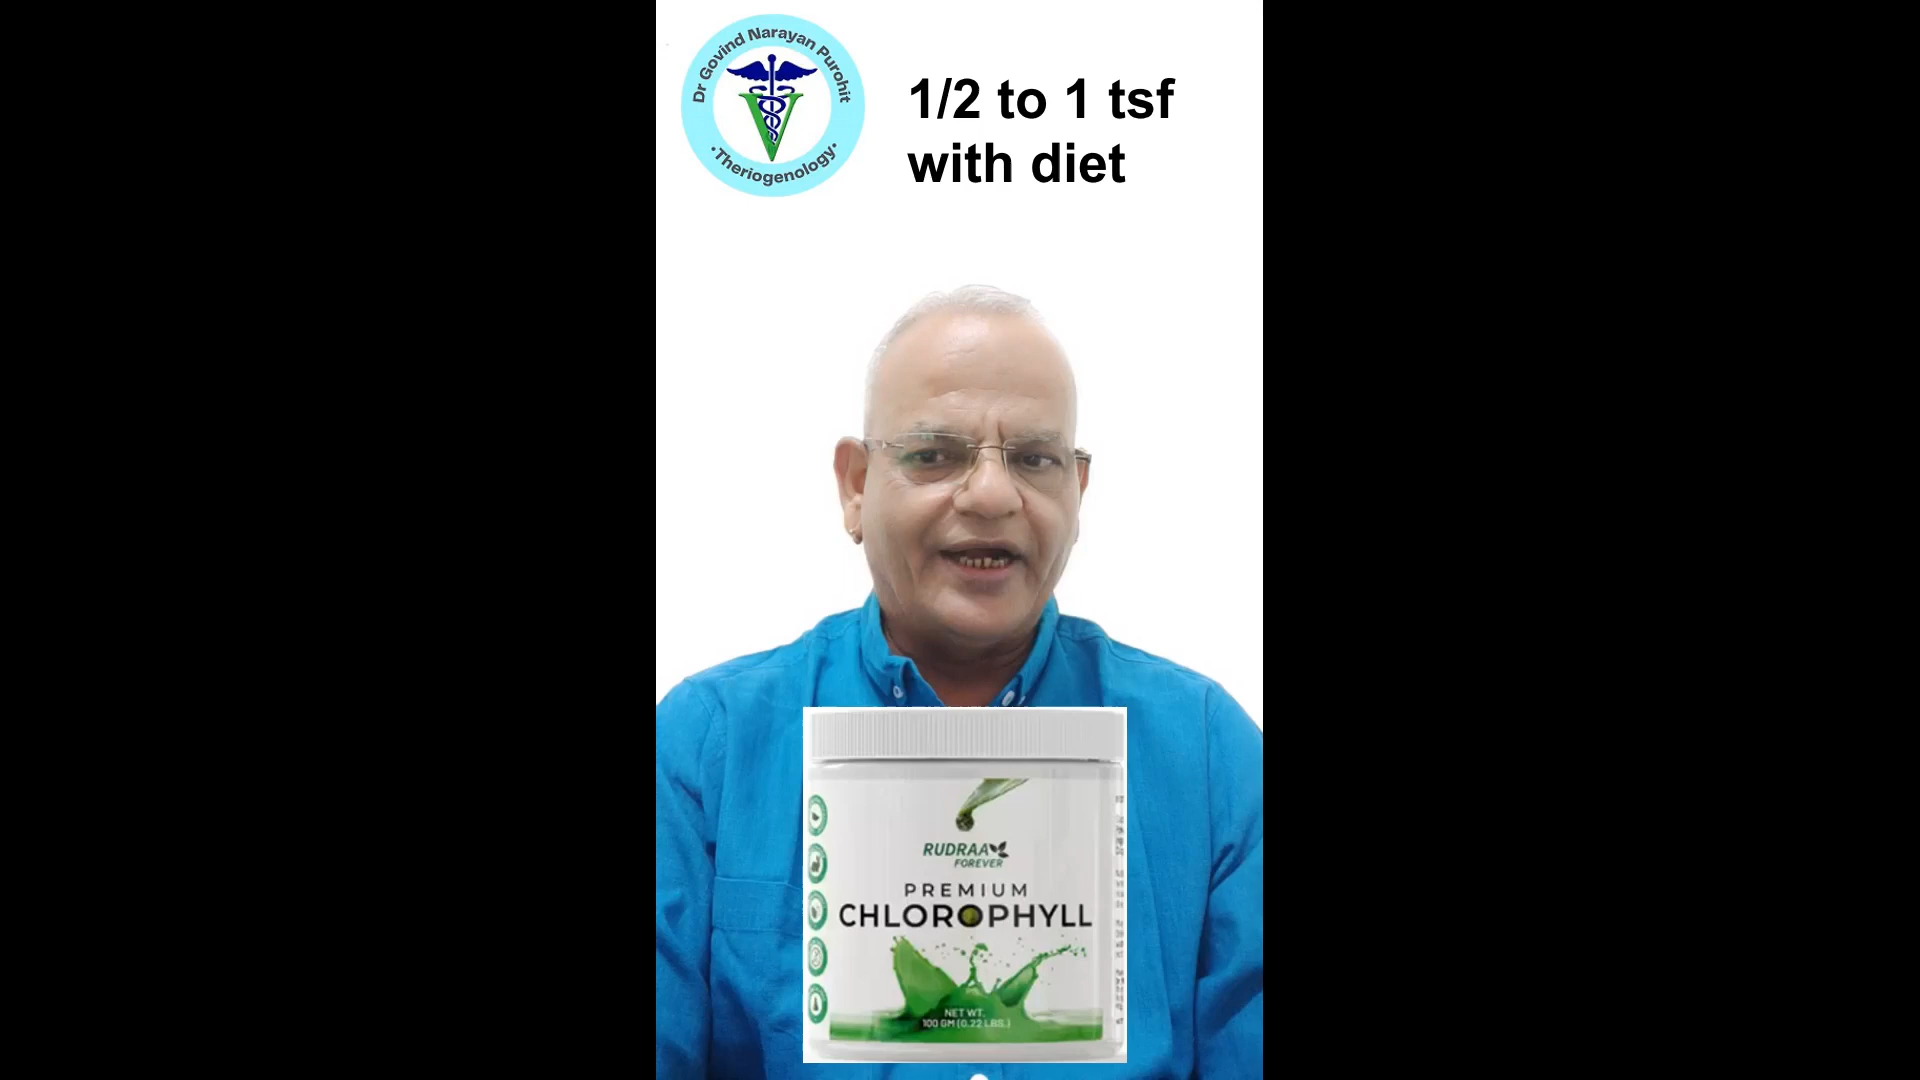 Dr Govind Narayan Purohit
•Theriogenology•
1/2 to 1 tsf
with diet
RUDRAA
FOREVER
PREMIUM
CHLOROPHYLL
NET WT.
100 GM (0.22 LBS.)